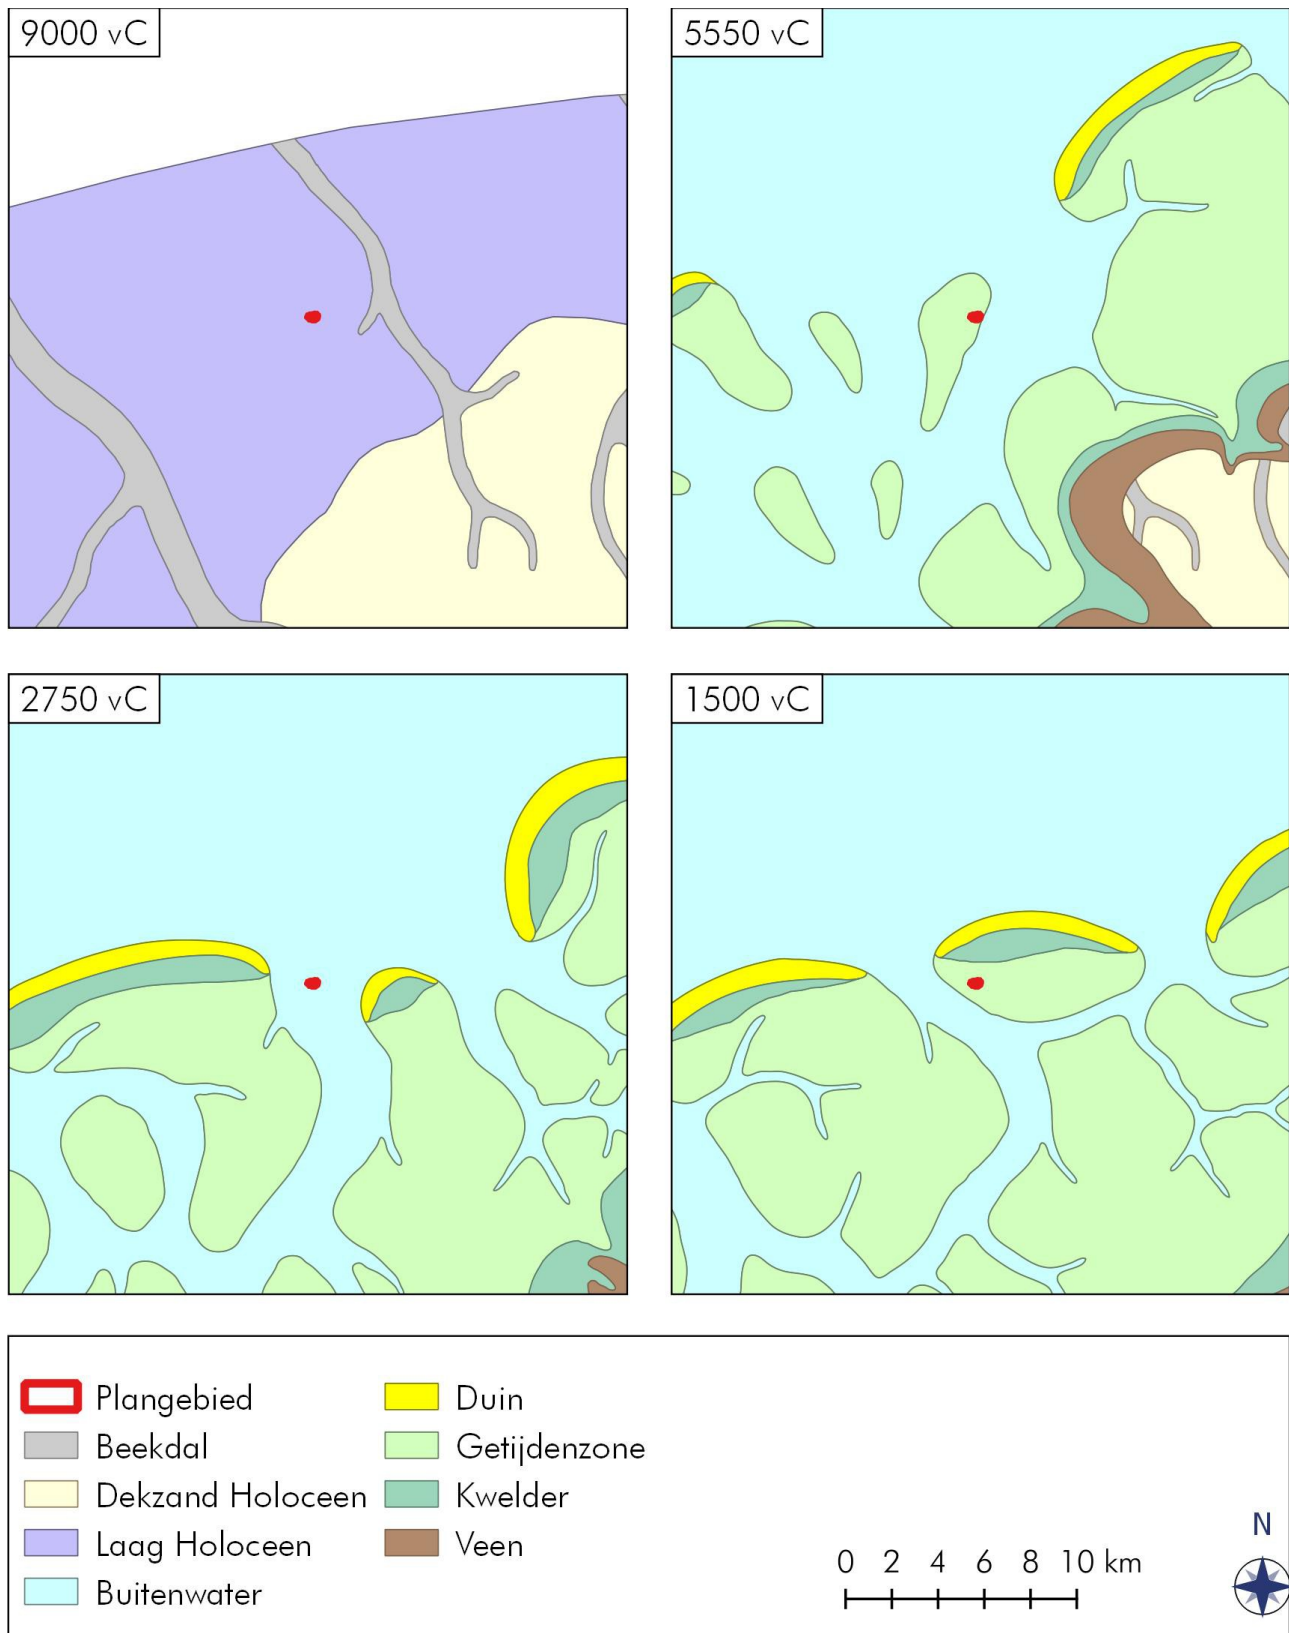 9000 vC
5550 vC
2750 vC
1500 vC
Plangebied
Beekdal
Dekzand Holoceen
Laag Holoceen
Buitenwater
Duin
Getijdenzone
Kwelder
Veen
0 2 4 6 8 10 km
N